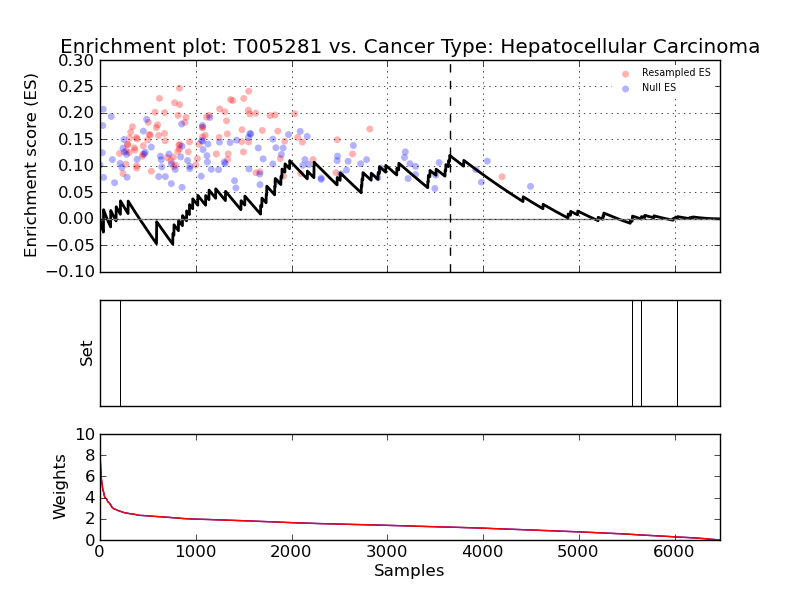 Enrichment plot: T005281 vs. Cancer Type: Hepatocellular Carcinoma
Enrichment score (ES)
0.30
0.25
0.20
0.15
0.10
0.05
0.00
−0.05
−0.10
Resampled ES
Null ES
Set
Weights
10
8
6
4
2
0
0 1000 2000 3000 4000 5000 6000
Samples